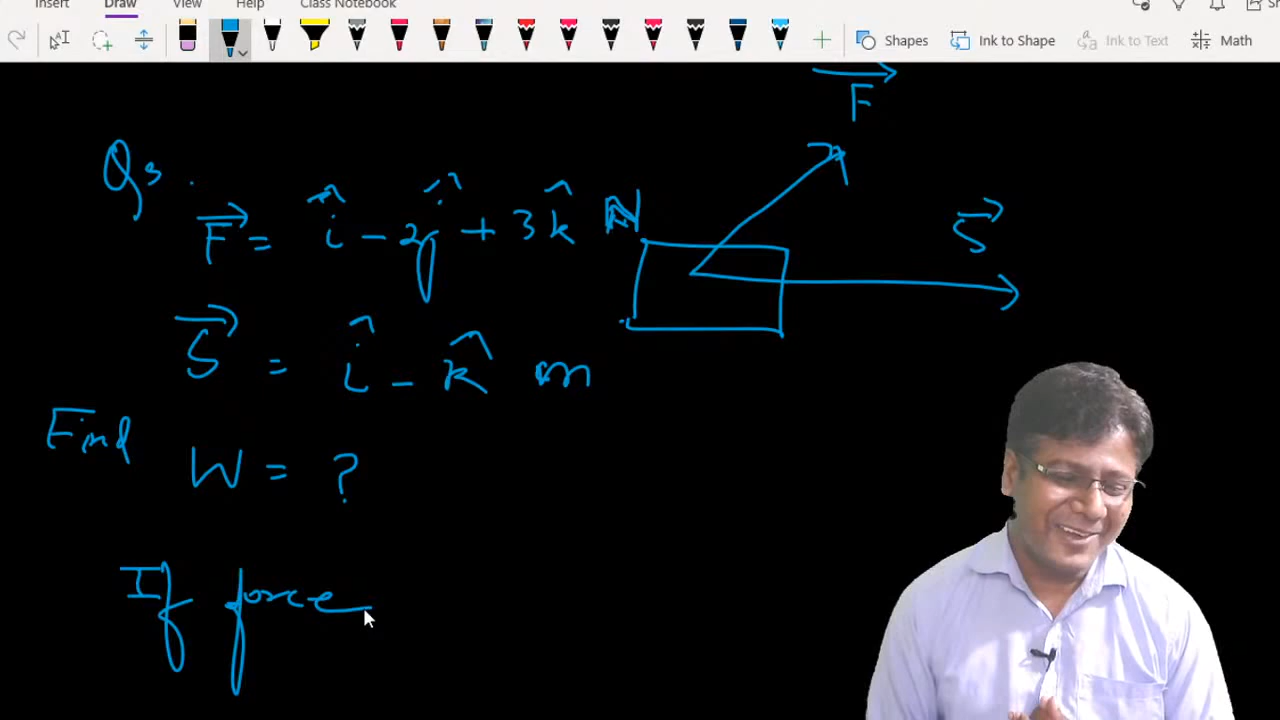 Insert Draw View Help Class Notebook
Shapes Ink to Shape Ink to Text Math
F
Qs.
F = i - 2j + 3k N
S
S = i - k m
Find W = ?
If force